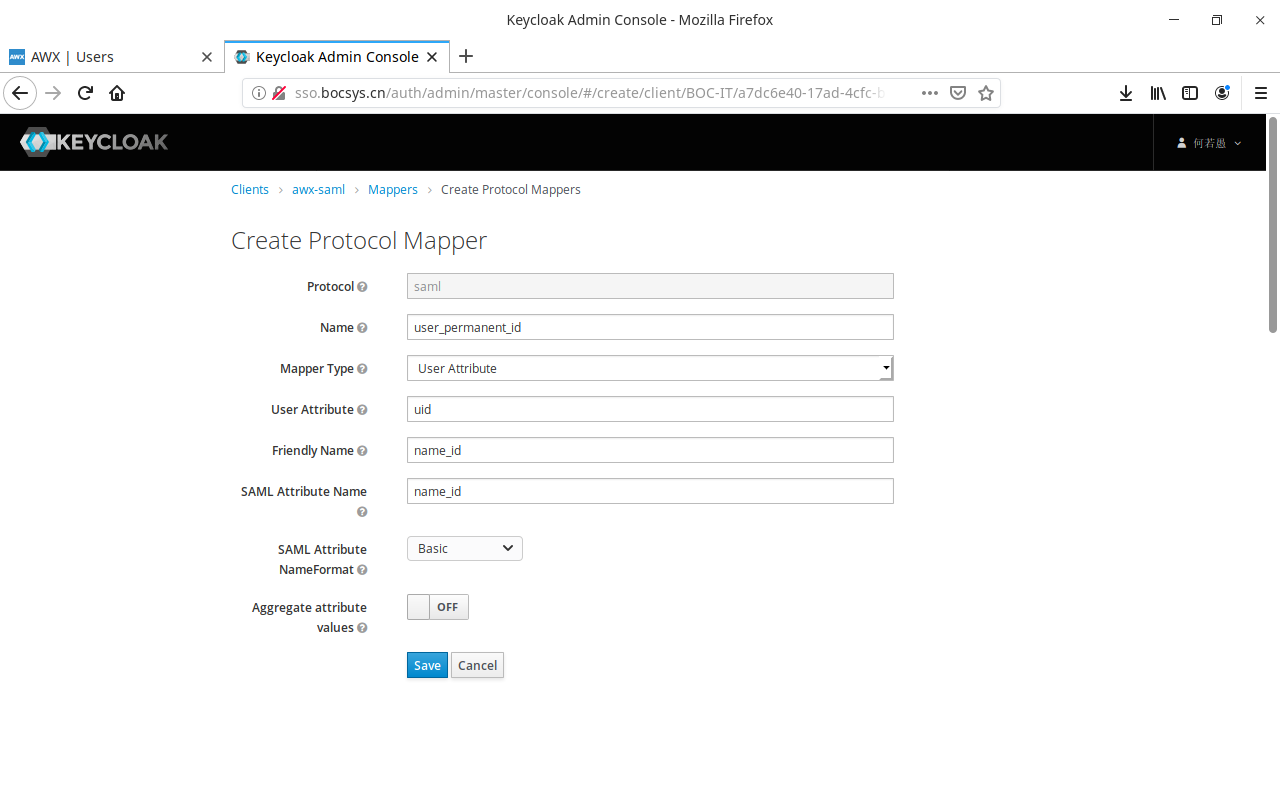 Keycloak Admin Console - Mozilla Firefox
AWX | Users
Keycloak Admin Console
sso.bocsys.cn/auth/admin/master/console/#/create/client/BOC-IT/a7dc6e40-17ad-4cfc-b
KEYCLOAK
何若愚
Clients > awx-saml > Mappers > Create Protocol Mappers
Create Protocol Mapper
Protocol
saml
Name
user_permanent_id
Mapper Type
User Attribute
User Attribute
uid
Friendly Name
name_id
SAML Attribute Name
name_id
SAML Attribute
NameFormat
Basic
Aggregate attribute
values
OFF
Save Cancel